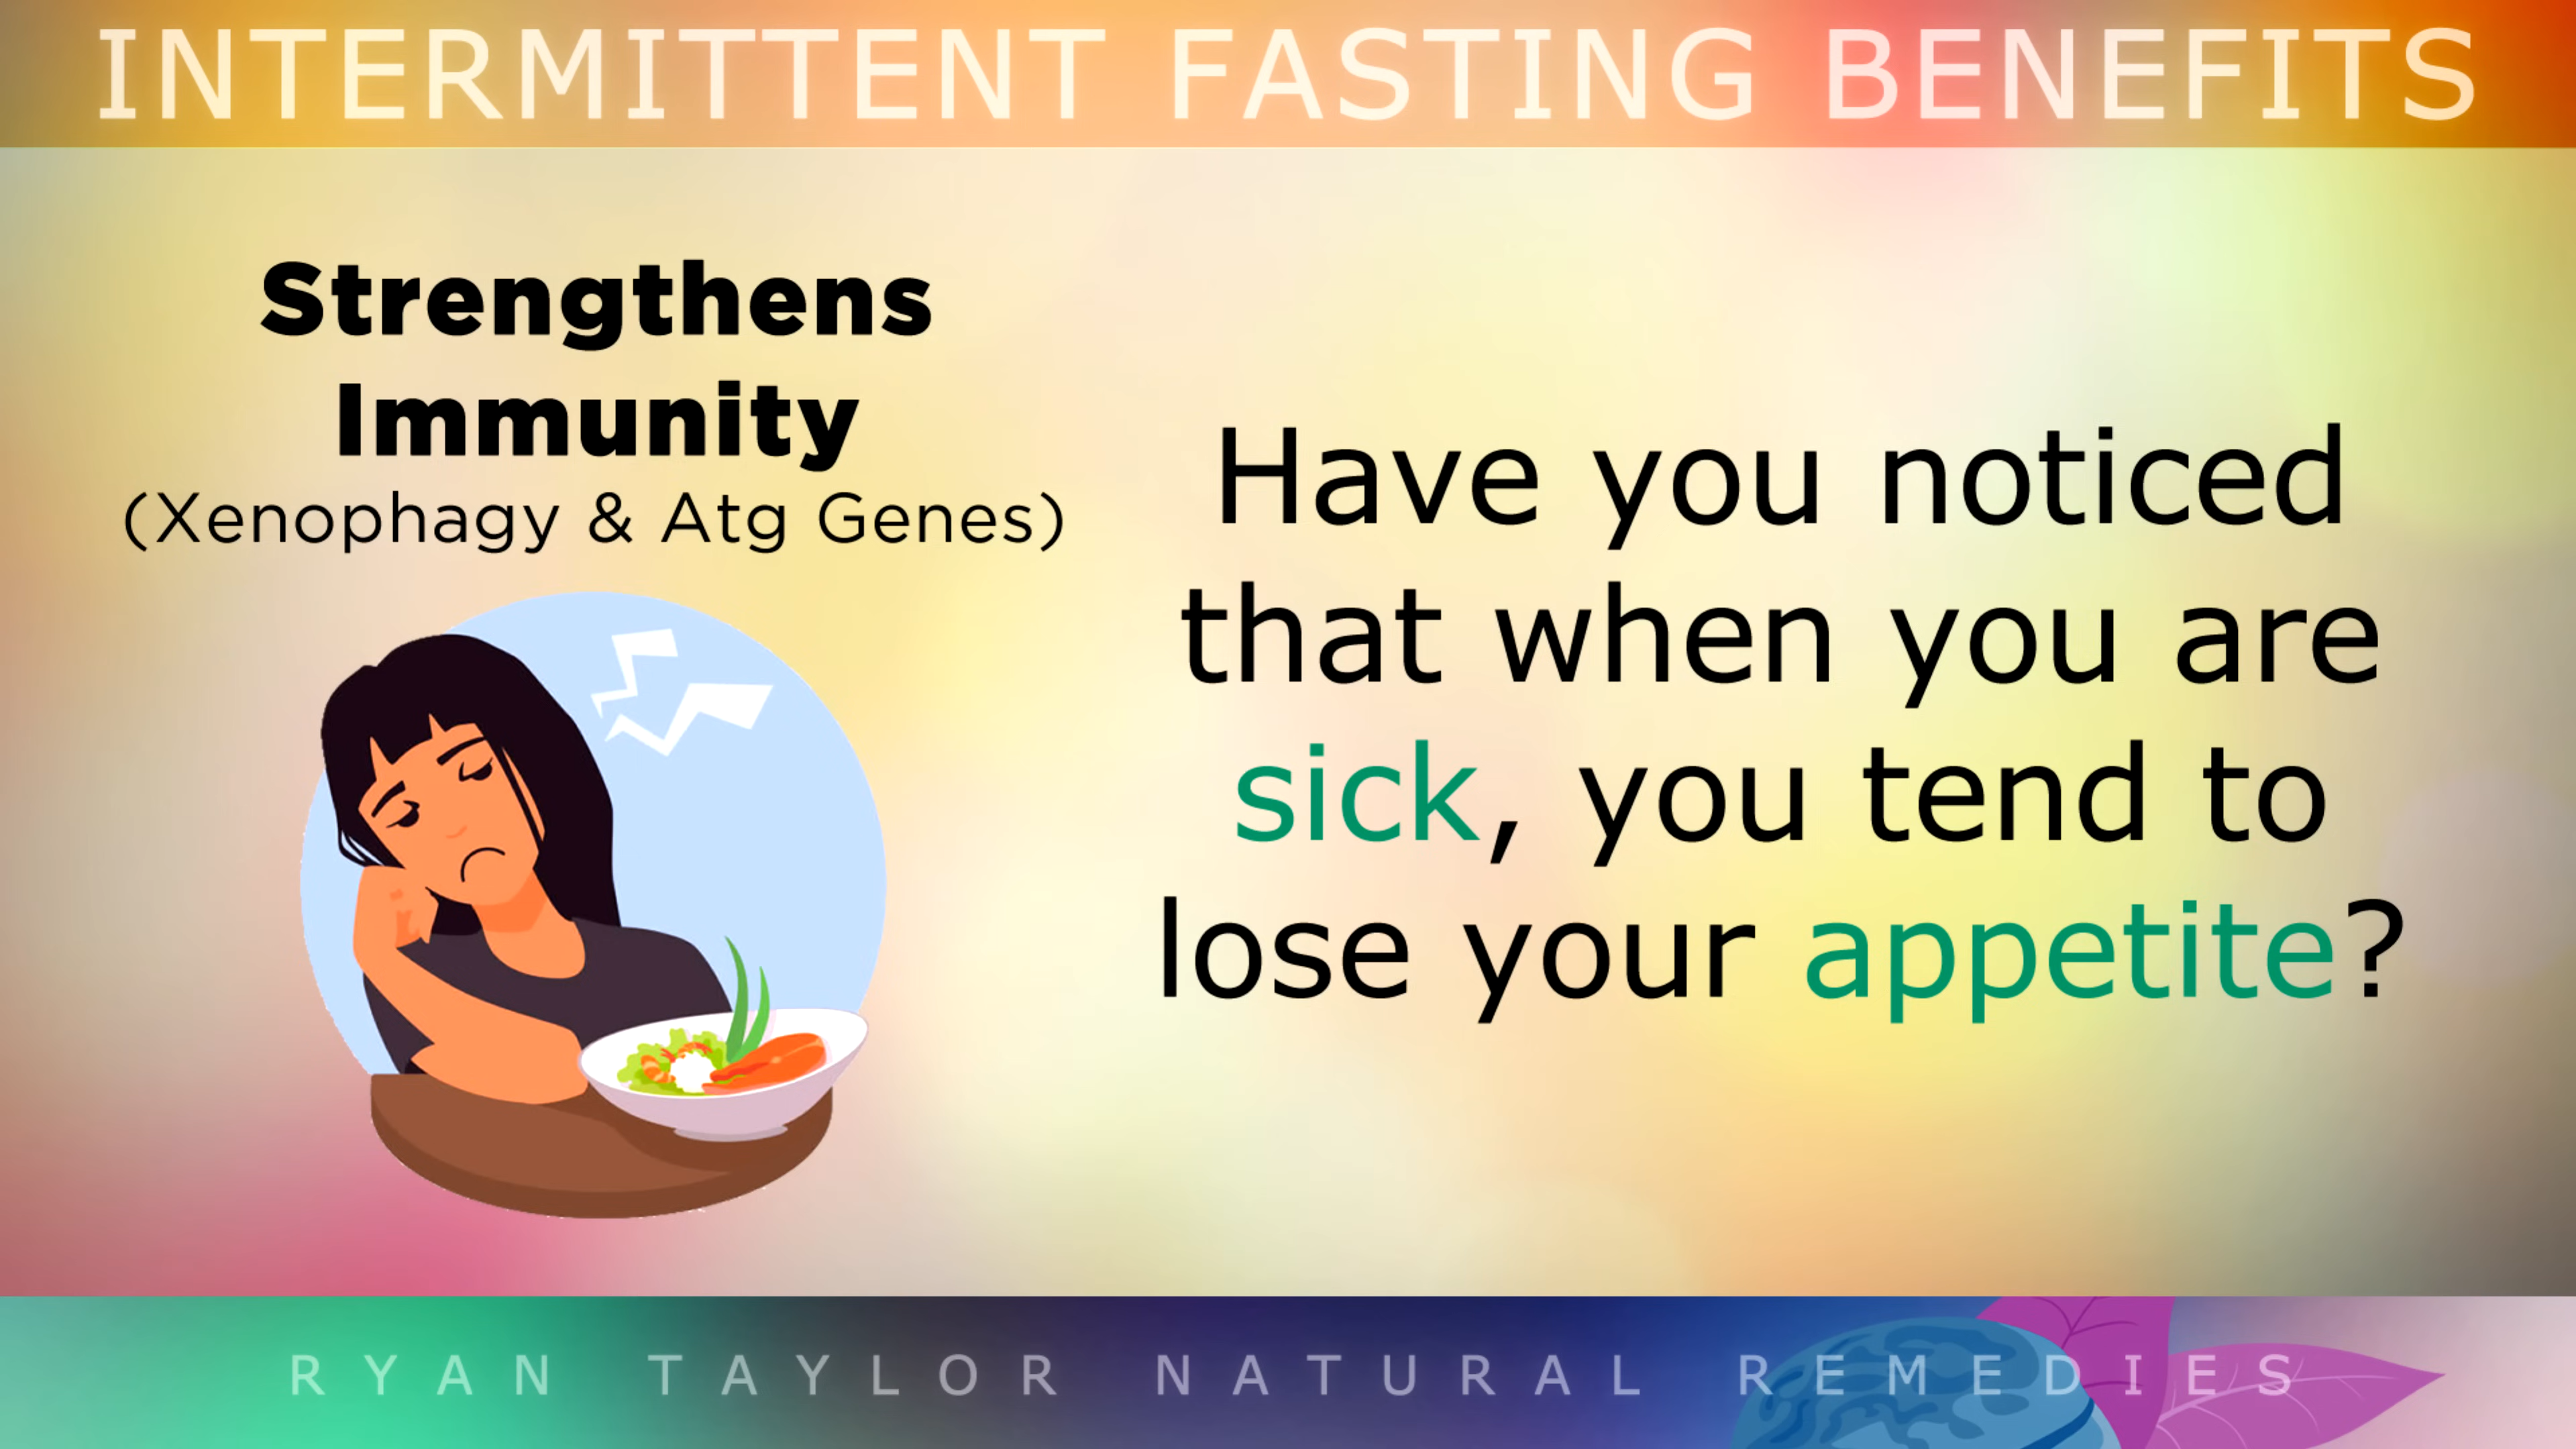 INTERMITTENT FASTING BENEFITS
Strengthens
Immunity
(Xenophagy & Atg Genes)
Have you noticed
that when you are
sick, you tend to
lose your appetite?
RYAN TAYLOR NATURAL REMEDIES